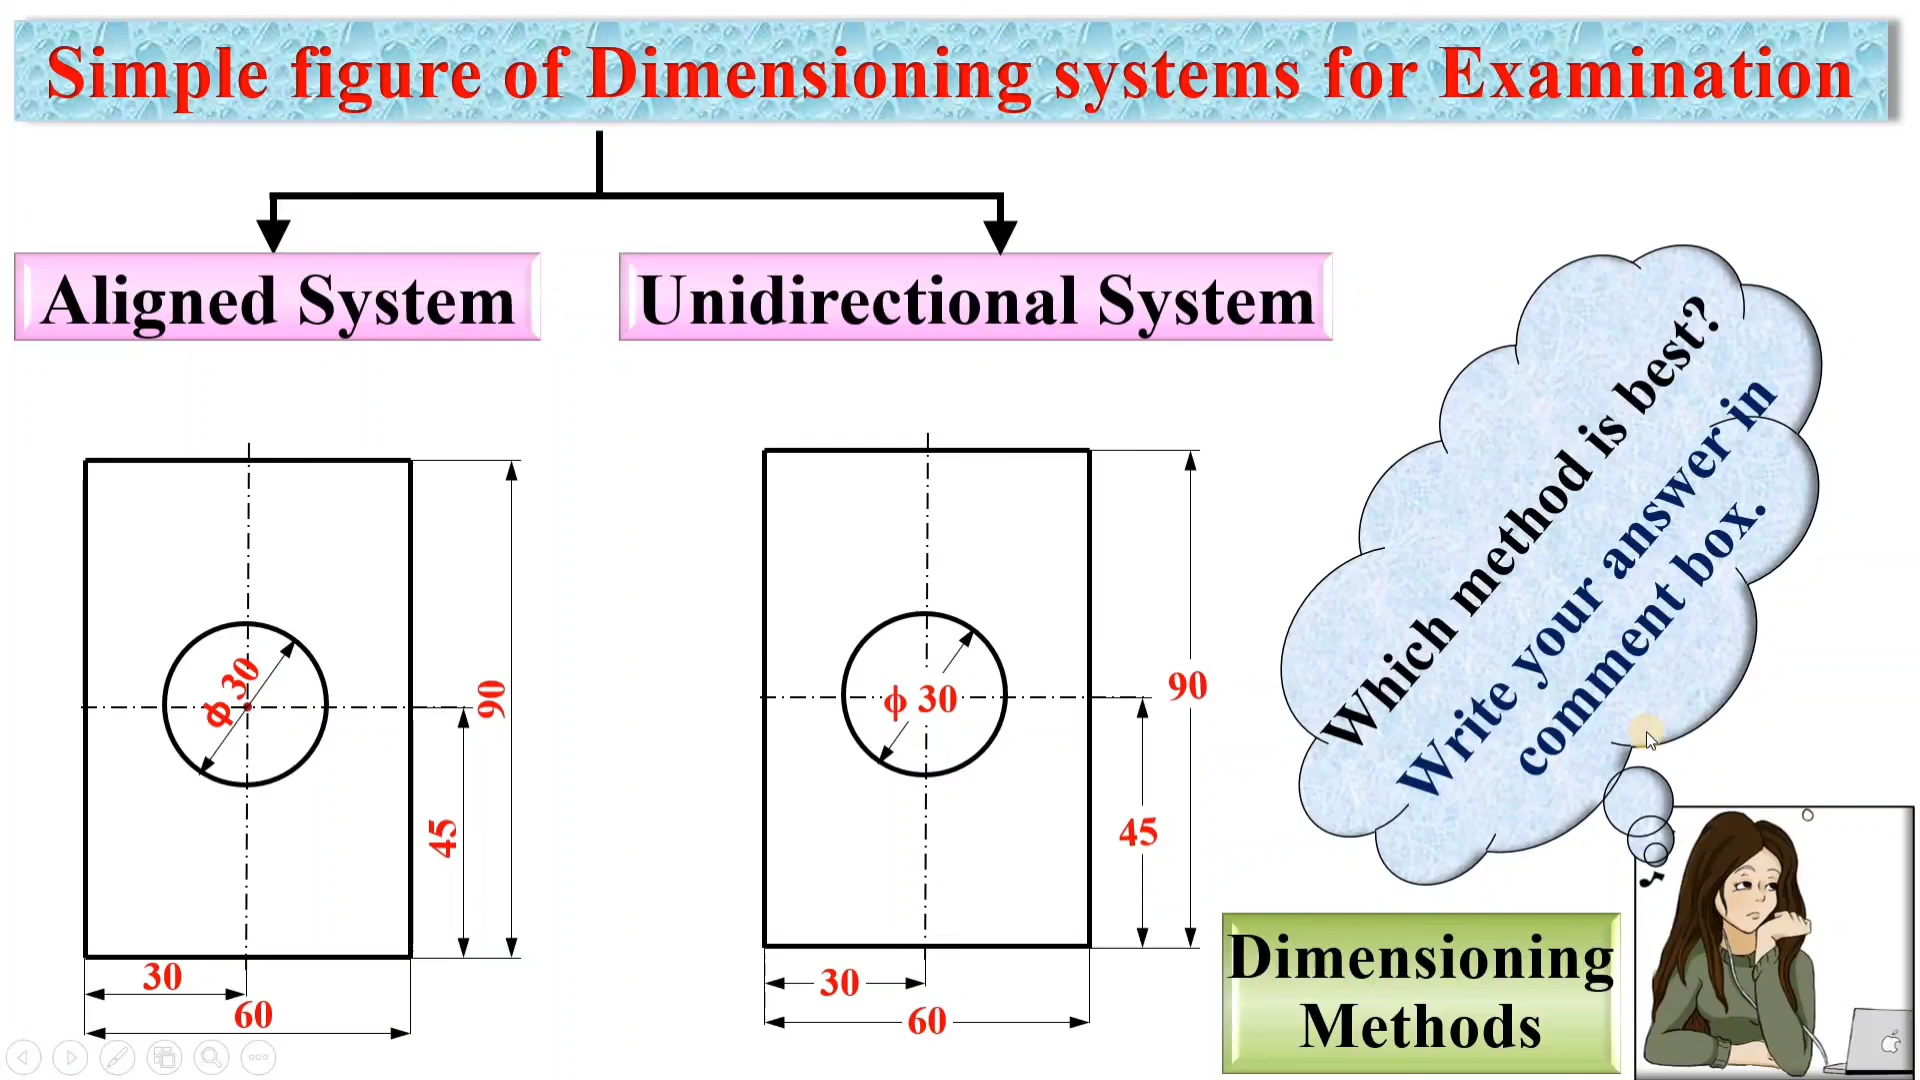 Simple figure of Dimensioning systems for Examination
Aligned System
Unidirectional System
ϕ 30
90
45
30
60
ϕ 30
90
45
30
60
Which method is best?
Write your answer in
comment box.
Dimensioning
Methods